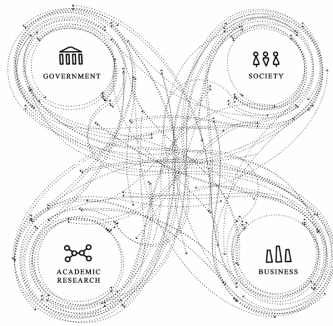 GOVERNMENT
SOCIETY
ACADEMIC
RESEARCH
BUSINESS